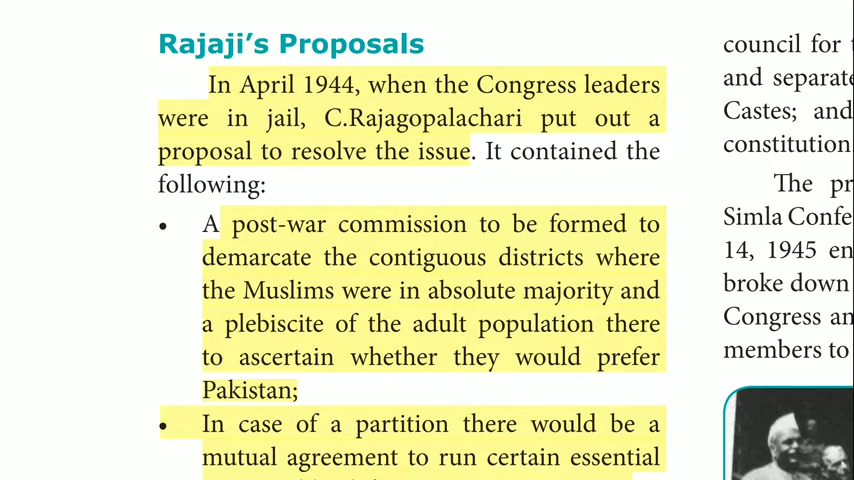 Rajaji's Proposals
In April 1944, when the Congress leaders
were in jail, C.Rajagopalachari put out a
proposal to resolve the issue. It contained the
following:
• A post-war commission to be formed to
demarcate the contiguous districts where
the Muslims were in absolute majority and
a plebiscite of the adult population there
to ascertain whether they would prefer
Pakistan;
• In case of a partition there would be a
mutual agreement to run certain essential
council for
and separate
Castes; and
constitution
The pr
Simla Confe
14, 1945 en
broke down
Congress an
members to